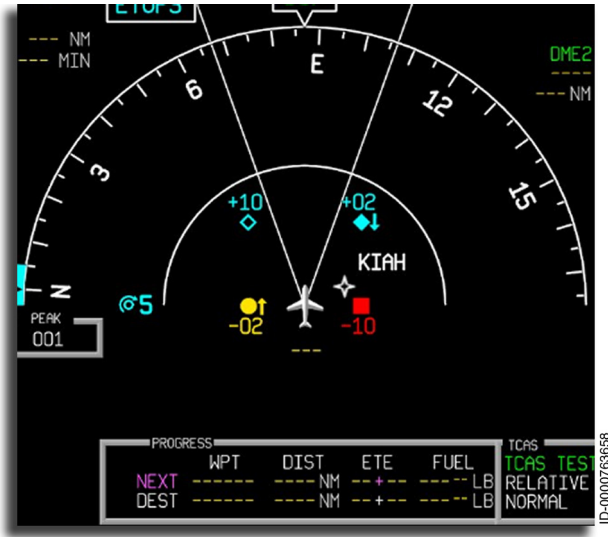 ETOPS
--- NM
--- MIN
DME2
----
--- NM
N
3
6
E
12
15
+10
+02
KIAH
5
-02
-10
---
PEAK
001
PROGRESS
WPT DIST ETE FUEL
NEXT ------ ----NM --+-- ----- LB
DEST ------ ----NM --+-- ----- LB
TCAS
TCAS TEST
RELATIVE
NORMAL
ID-0000763658